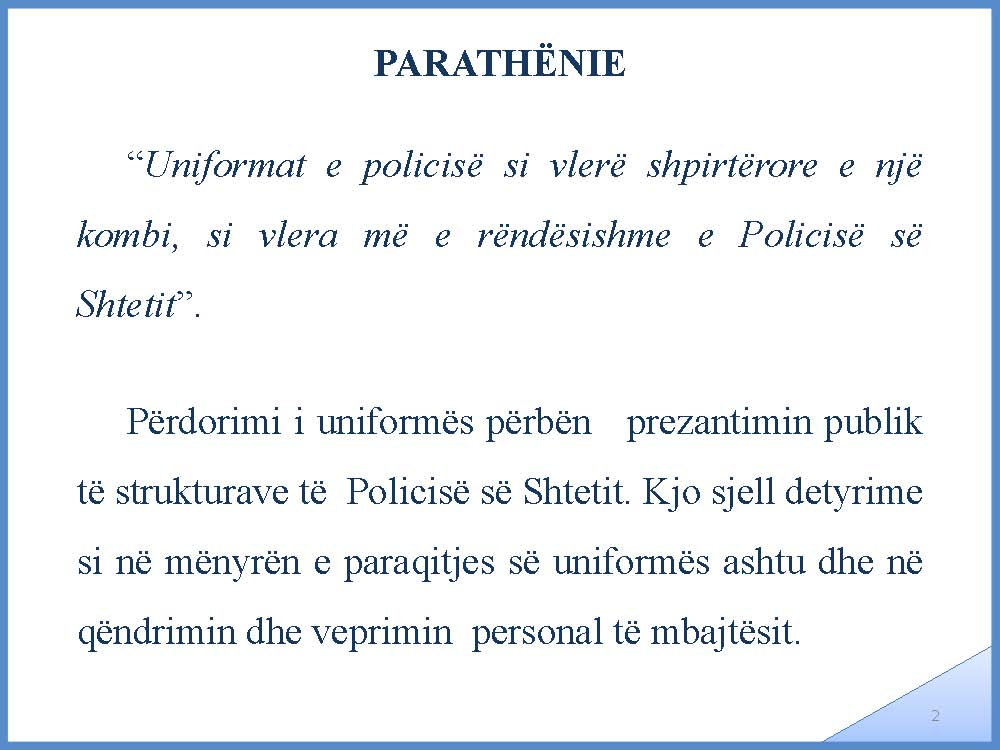 PARATHËNIE
“Uniformat e policisë si vlerë shpirtërore e një
kombi, si vlera më e rëndësishme e Policisë së
Shtetit”.
Përdorimi i uniformës përbën prezantimin publik
të strukturave të Policisë së Shtetit. Kjo sjell detyrime
si në mënyrën e paraqitjes së uniformës ashtu dhe në
qëndrimin dhe veprimin personal të mbajtësit.
2